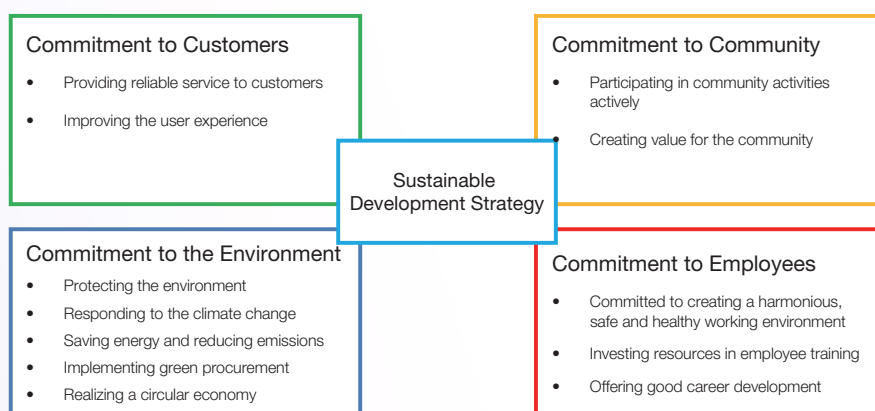 Commitment to Customers
• Providing reliable service to customers
• Improving the user experience
Commitment to Community
• Participating in community activities
actively
• Creating value for the community
Sustainable
Development Strategy
Commitment to the Environment
• Protecting the environment
• Responding to the climate change
• Saving energy and reducing emissions
• Implementing green procurement
• Realizing a circular economy
Commitment to Employees
• Committed to creating a harmonious,
safe and healthy working environment
• Investing resources in employee training
• Offering good career development